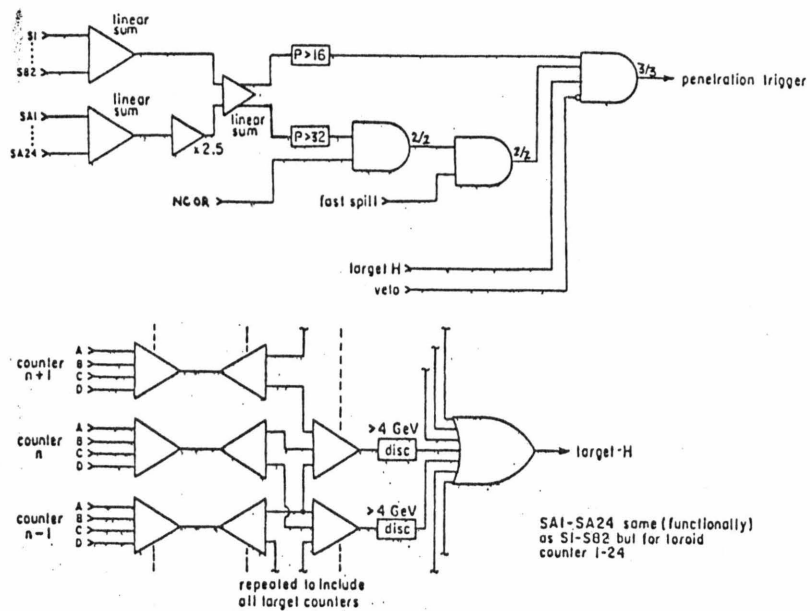 linear
sum
S1
S82
linear
sum
SA1
SA24
x 2.5
linear
sum
P>16
P>32
2/2
2/2
3/3
penetration trigger
NC OR
fast spill
target H
veto
counter
n+1
A
B
C
D
counter
n
A
B
C
D
counter
n-1
A
B
C
D
>4 GeV
disc
>4 GeV
disc
target-H
repeated to include
all target counters
SA1-SA24 same (functionally)
as S1-S82 but for toroid
counter 1-24